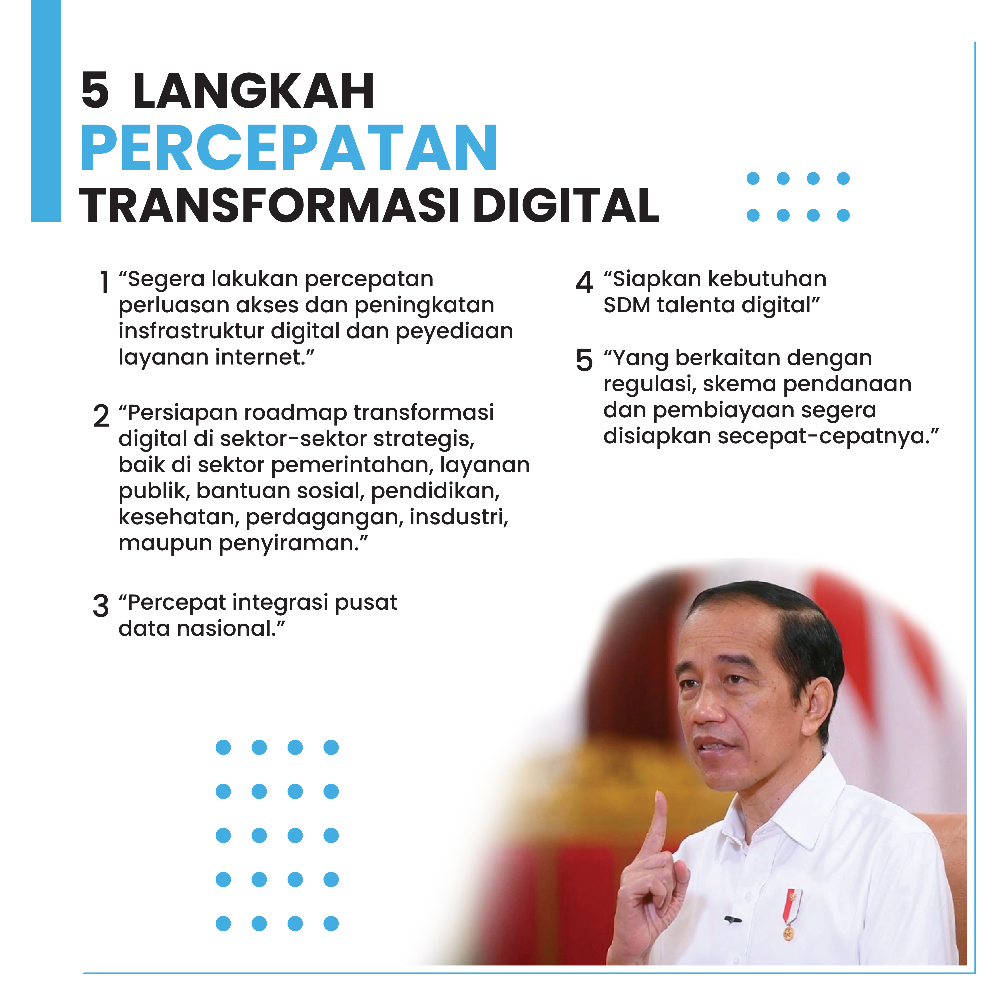 5 LANGKAH
PERCEPATAN
TRANSFORMASI DIGITAL
1 “Segera lakukan percepatan
perluasan akses dan peningkatan
insfrastruktur digital dan peyediaan
layanan internet.”
2 “Persiapan roadmap transformasi
digital di sektor-sektor strategis,
baik di sektor pemerintahan, layanan
publik, bantuan sosial, pendidikan,
kesehatan, perdagangan, insdustri,
maupun penyiraman.”
3 “Percepat integrasi pusat
data nasional.”
4 “Siapkan kebutuhan
SDM talenta digital”
5 “Yang berkaitan dengan
regulasi, skema pendanaan
dan pembiayaan segera
disiapkan secepat-cepatnya.”